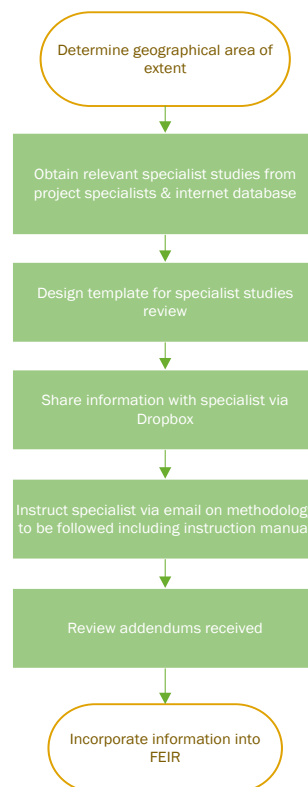 Determine geographical area of
extent
Obtain relevant specialist studies from
project specialists & internet database
Design template for specialist studies
review
Share information with specialist via
Dropbox
Instruct specialist via email on methodolog
to be followed including instruction manua
Review addendums received
Incorporate information into
FEIR